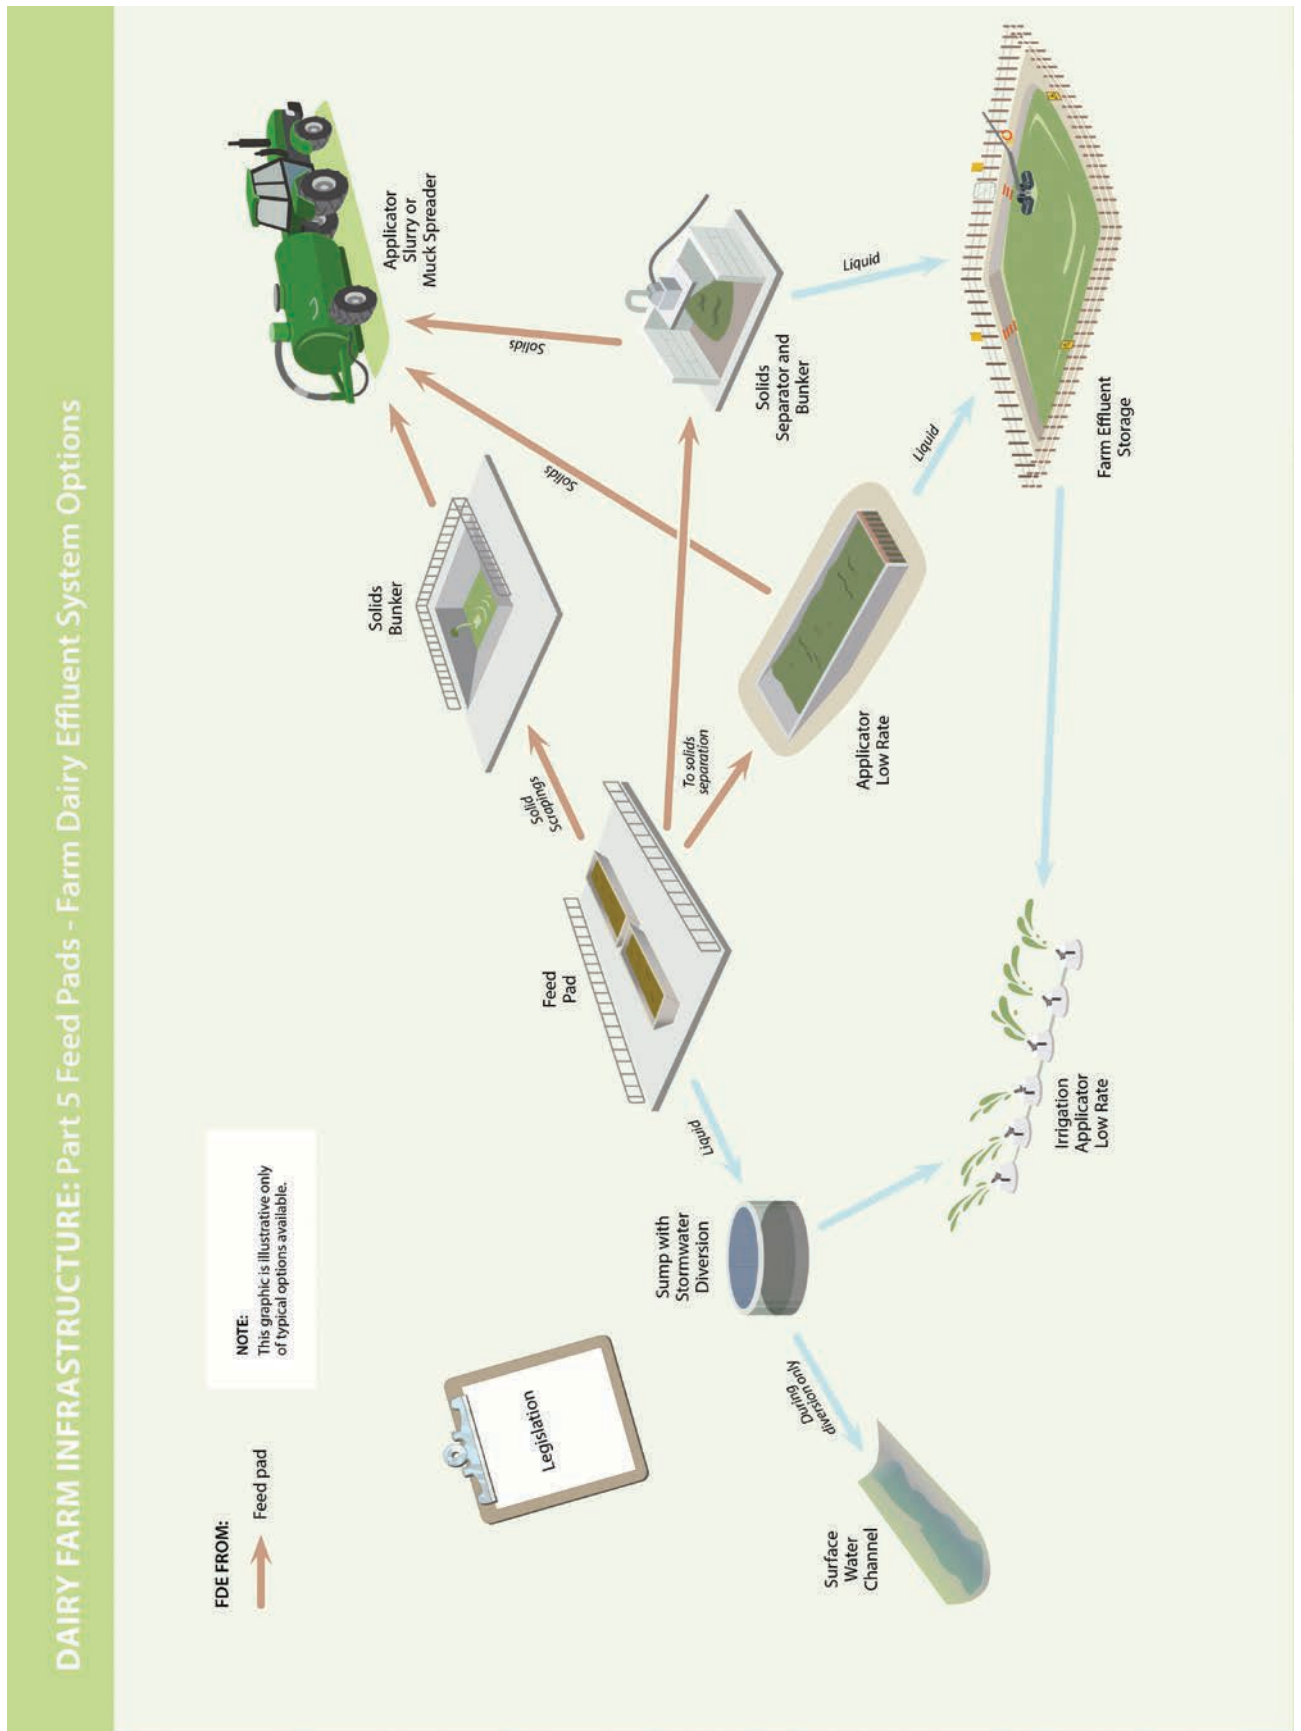 DAIRY FARM INFRASTRUCTURE: Part 5 Feed Pads - Farm Dairy Effluent System Options
FDE FROM:
Feed pad
NOTE:
This graphic is illustrative only
of typical options available.
Legislation
Applicator
Slurry or
Muck Spreader
Solids
Bunker
Solid
Scrapings
Solids
Solids
Feed
Pad
To solids
separation
Solids
Separator and
Bunker
Liquid
Sump with
Stormwater
Diversion
Liquid
During only
diversion only
Surface
Water
Channel
Applicator
Low Rate
Liquid
Irrigation
Applicator
Low Rate
Farm Effluent
Storage